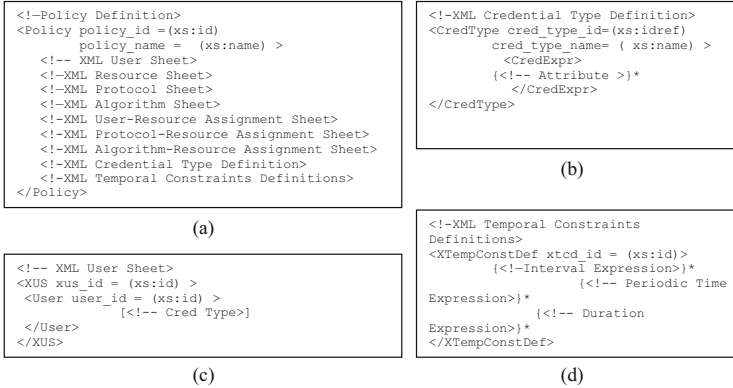 <!—Policy Definition>
<Policy policy_id =(xs:id)
policy_name = (xs:name) >
<!-- XML User Sheet>
<!—XML Resource Sheet>
<!-XML Protocol Sheet>
<!—XML Algorithm Sheet>
<!-XML User-Resource Assignment Sheet>
<!-XML Protocol-Resource Assignment Sheet>
<!-XML Algorithm-Resource Assignment Sheet>
<!-XML Credential Type Definition>
<!-XML Temporal Constraints Definitions>
</Policy>
(a)
<!-XML Credential Type Definition>
<CredType cred_type_id=(xs:idref)
cred_type_name= ( xs:name) >
<CredExpr>
{<!-- Attribute >}*
</CredExpr>
</CredType>
(b)
<!-- XML User Sheet>
<XUS xus_id = (xs:id) >
<User user_id = (xs:id) >
[<!-- Cred Type>]
</User>
</XUS>
(c)
<!-XML Temporal Constraints
Definitions>
<XTempConstDef xtcd_id = (xs:id)>
{<!—Interval Expression>}*
{<!-- Periodic Time
Expression>}*
{<!-- Duration
Expression>}*
</XTempConstDef>
(d)